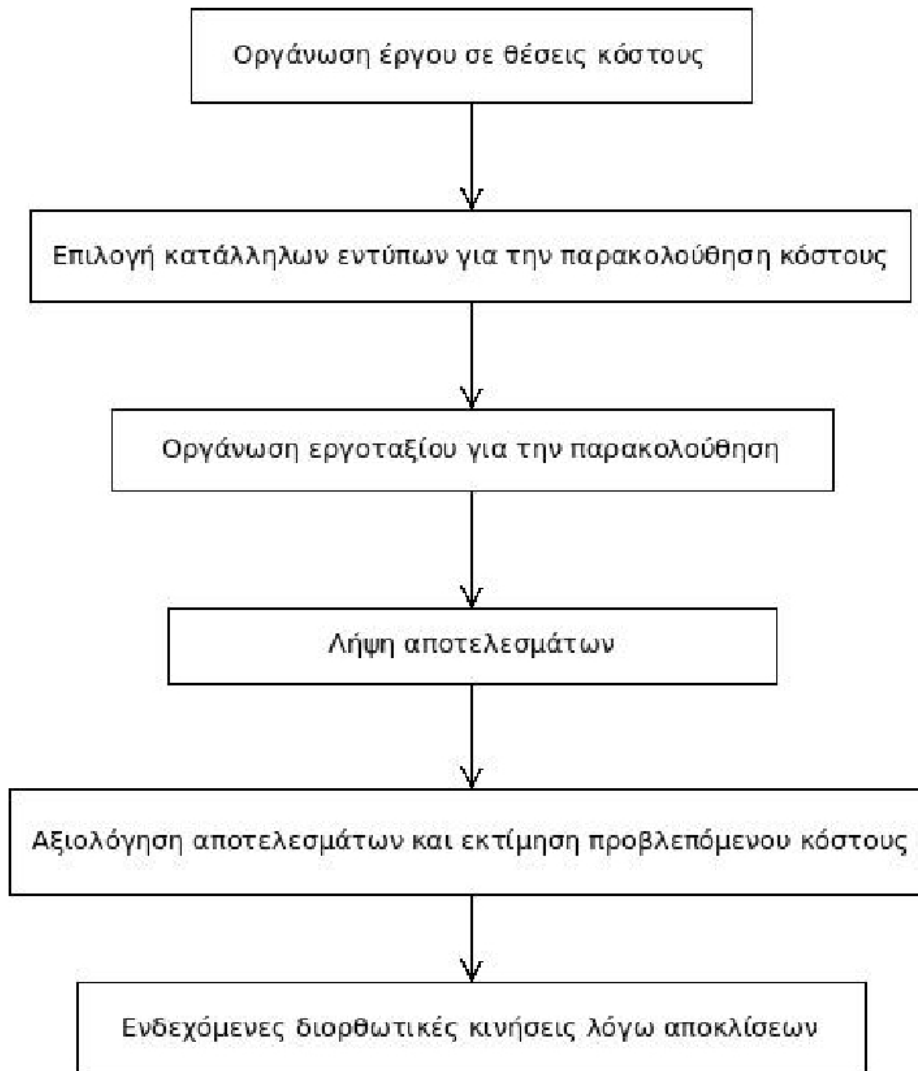 Οργάνωση έργου σε θέσεις κόστους
Επιλογή κατάλληλων εντύπων για την παρακολούθηση κόστους
Οργάνωση εργοταξίου για την παρακολούθηση
Λήψη αποτελεσμάτων
Αξιολόγηση αποτελεσμάτων και εκτίμηση προβλεπόμενου κόστους
Ενδεχόμενες διορθωτικές κινήσεις λόγω αποκλίσεων